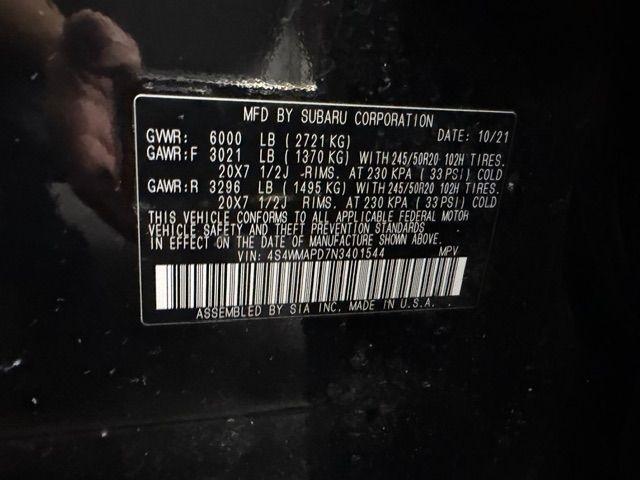 MFD BY SUBARU CORPORATION
GVWR: 6000 LB ( 2721 KG) DATE: 10/21
GAWR:F 3021 LB ( 1370 KG) WITH 245/50R20 102H TIRES.
20X7 1/2J -RIMS. AT 230 KPA ( 33 PSI) COLD
GAWR:R 3296 LB ( 1495 KG) WITH 245/50R20 102H TIRES.
20X7 1/2J RIMS. AT 230 KPA ( 33 PSI) COLD
THIS VEHICLE CONFORMS TO ALL APPLICABLE FEDERAL MOTOR
VEHICLE SAFETY AND THEFT PREVENTION STANDARDS
IN EFFECT ON THE DATE OF MANUFACTURE SHOWN ABOVE.
VIN: 4S4WMAPD7N3401544 MPV
ASSEMBLED BY SIA INC. MADE IN U.S.A.